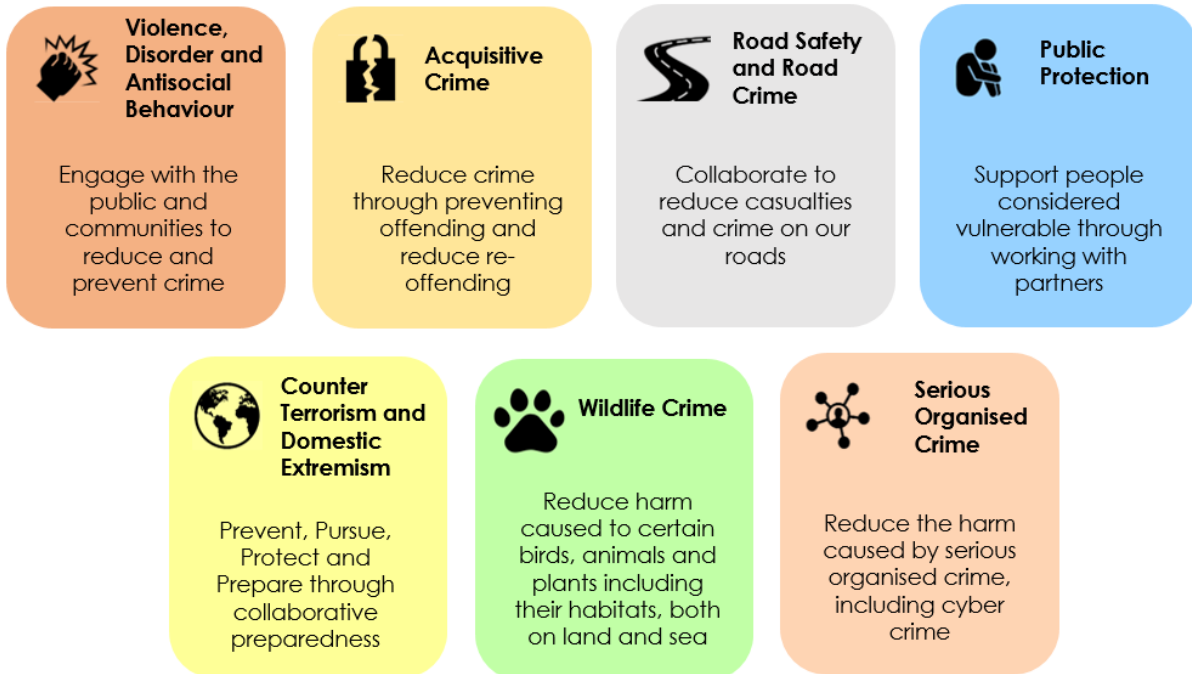 Violence,
Disorder and
Antisocial
Behaviour
Engage with the
public and
communities to
reduce and
prevent crime
Acquisitive
Crime
Reduce crime
through preventing
offending and
reduce re-
offending
Road Safety
and Road
Crime
Collaborate to
reduce casualties
and crime on our
roads
Public
Protection
Support people
considered
vulnerable through
working with
partners
Counter
Terrorism and
Domestic
Extremism
Prevent, Pursue,
Protect and
Prepare through
collaborative
preparedness
Wildlife Crime
Reduce harm
caused to certain
birds, animals and
plants including
their habitats, both
on land and sea
Serious
Organised
Crime
Reduce the harm
caused by serious
organised crime,
including cyber
crime